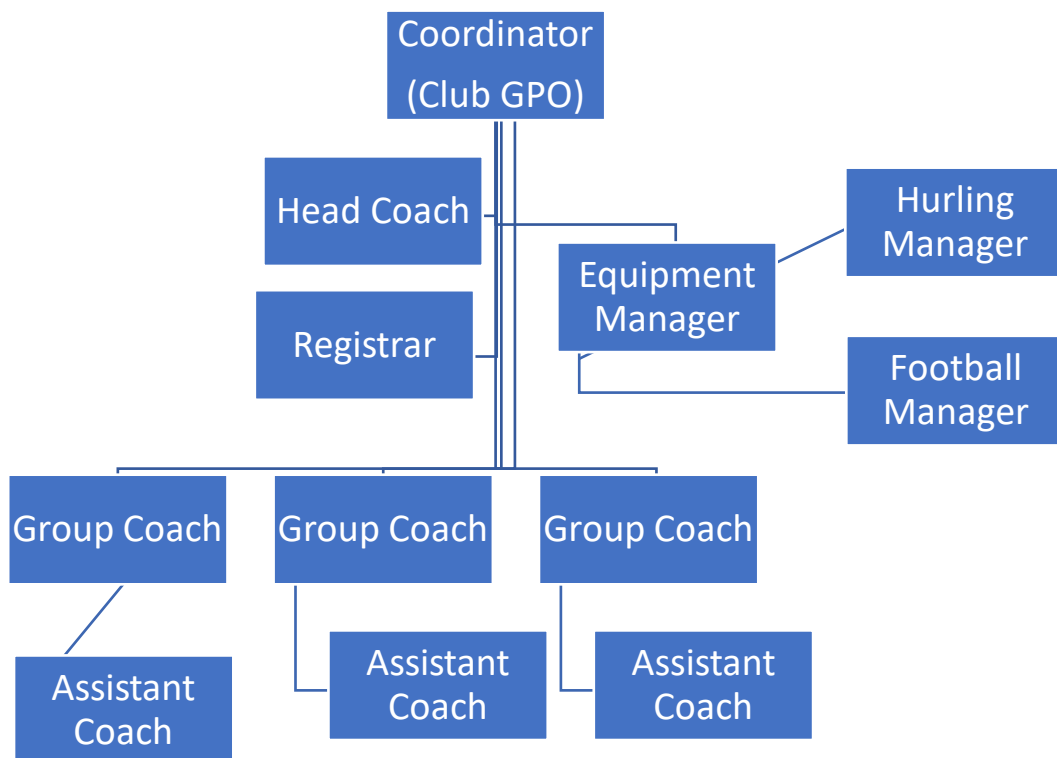 Coordinator
(Club GPO)
Head Coach
Hurling
Manager
Equipment
Manager
Registrar
Football
Manager
Group Coach
Group Coach
Group Coach
Assistant
Coach
Assistant
Coach
Assistant
Coach